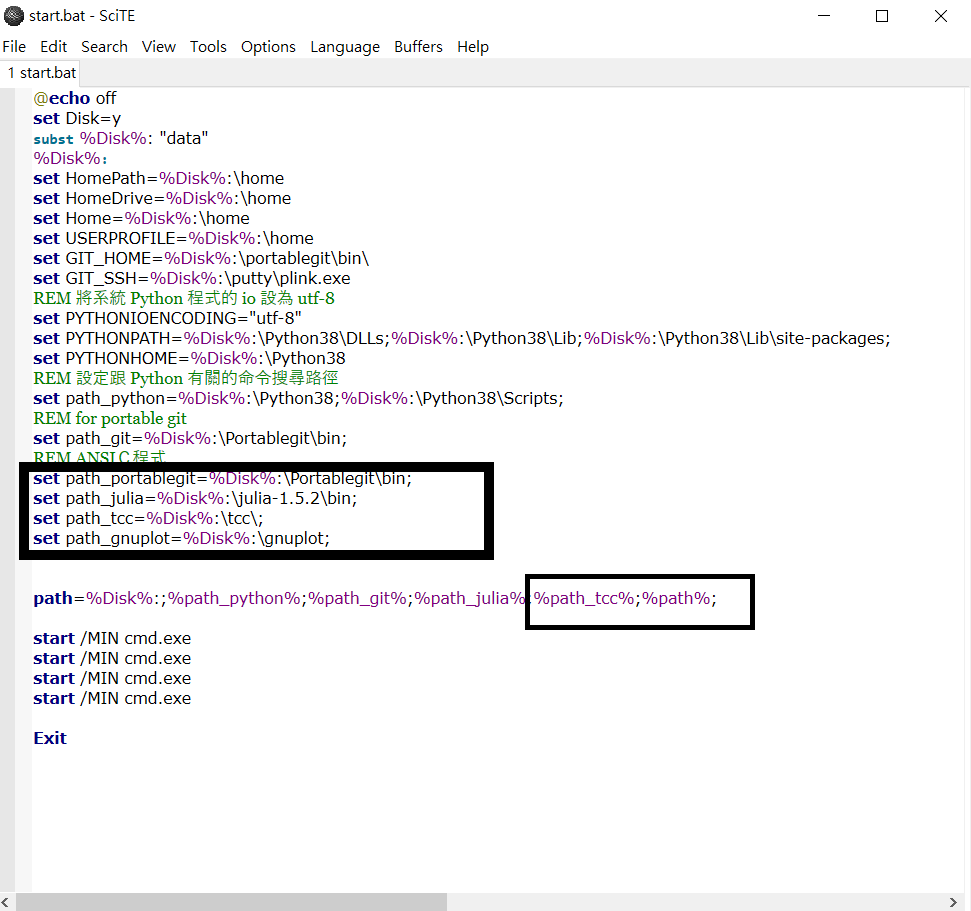 start.bat - SciTE
File Edit Search View Tools Options Language Buffers Help
1 start.bat
@echo off
set Disk=y
subst %Disk%: "data"
%Disk%:
set HomePath=%Disk%:\home
set HomeDrive=%Disk%:\home
set Home=%Disk%:\home
set USERPROFILE=%Disk%:\home
set GIT_HOME=%Disk%:\portablegit\bin\
set GIT_SSH=%Disk%:\putty\plink.exe
REM 將系統 Python 程式的 io 設為 utf-8
set PYTHONIOENCODING="utf-8"
set PYTHONPATH=%Disk%:\Python38\DLLs;%Disk%:\Python38\Lib;%Disk%:\Python38\Lib\site-packages;
set PYTHONHOME=%Disk%:\Python38
REM 設定跟 Python 有關的命令搜尋路徑
set path_python=%Disk%:\Python38;%Disk%:\Python38\Scripts;
REM for portable git
set path_git=%Disk%:\Portablegit\bin;
REM ANSI C 程式
set path_portablegit=%Disk%:\Portablegit\bin;
set path_julia=%Disk%:\julia-1.5.2\bin;
set path_tcc=%Disk%:\tcc\;
set path_gnuplot=%Disk%:\gnuplot;
path=%Disk%:;%path_python%;%path_git%;%path_julia%;%path_tcc%;%path%;
start /MIN cmd.exe
start /MIN cmd.exe
start /MIN cmd.exe
start /MIN cmd.exe
Exit